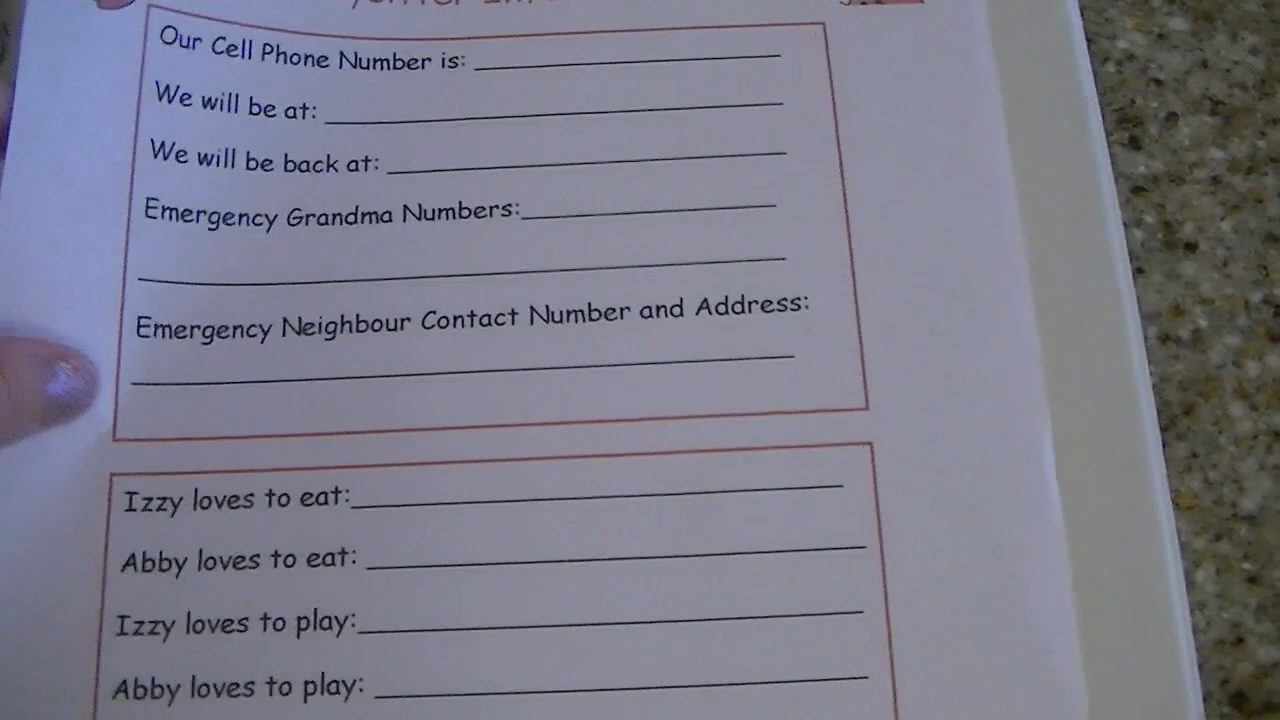 Our Cell Phone Number is:
We will be at:
We will be back at:
Emergency Grandma Numbers:
Emergency Neighbour Contact Number and Address:
Izzy loves to eat:
Abby loves to eat:
Izzy loves to play:
Abby loves to play: